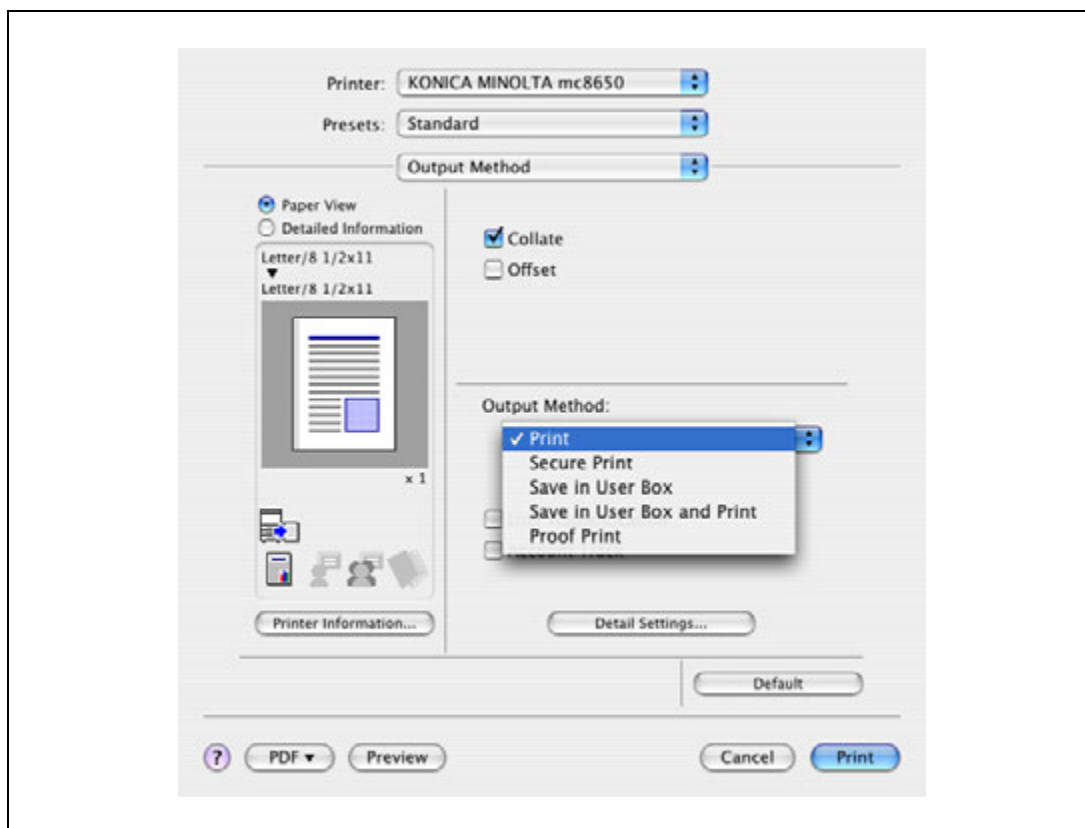 Printer: KONICA MINOLTA mc8650
Presets: Standard
Output Method
Paper View
Detailed Information
Letter/8 1/2x11
Letter/8 1/2x11
x 1
Printer Information...
Collate
Offset
Output Method:
✓ Print
Secure Print
Save in User Box
Save in User Box and Print
Proof Print
Account Track
Detail Settings...
Default
? PDF ▼ Preview Cancel Print